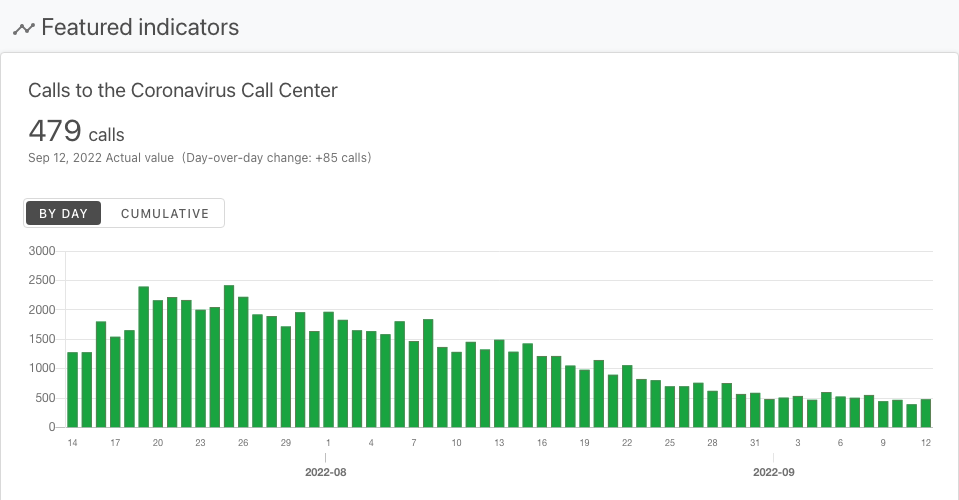 Featured indicators
Calls to the Coronavirus Call Center
479 calls
Sep 12, 2022 Actual value (Day-over-day change: +85 calls)
BY DAY CUMULATIVE
3000
2500
2000
1500
1000
500
0
14 17 20 23 26 29 1 4 7 10 13 16 19 22 25 28 31 3 6 9 12
2022-08 2022-09